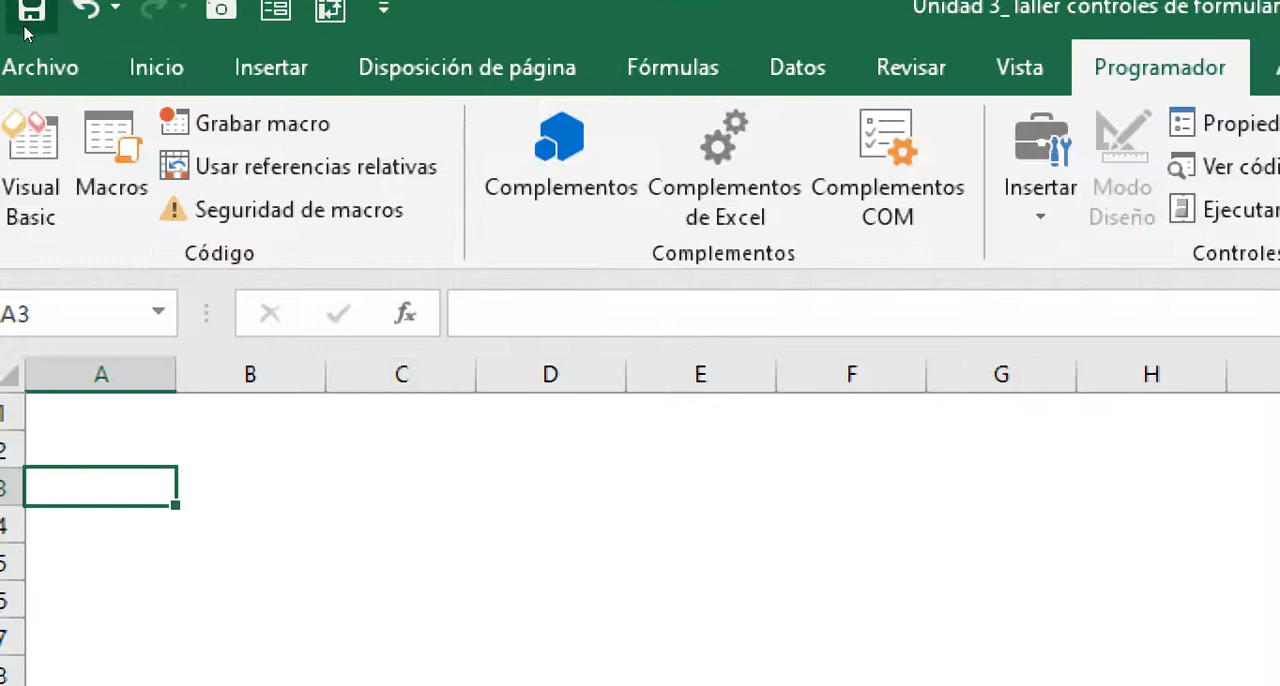 Unidad 3_Taller controles de formular
Archivo Inicio Insertar Disposición de página Fórmulas Datos Revisar Vista Programador
Visual Basic
Macros
Grabar macro
Usar referencias relativas
Seguridad de macros
Código
Complementos
Complementos de Excel
Complementos COM
Complementos
Insertar
Modo Diseño
Propied
Ver códi
Ejecutar
Controles
A3
fx
A B C D E F G H
1
2
3
4
5
6
7
8